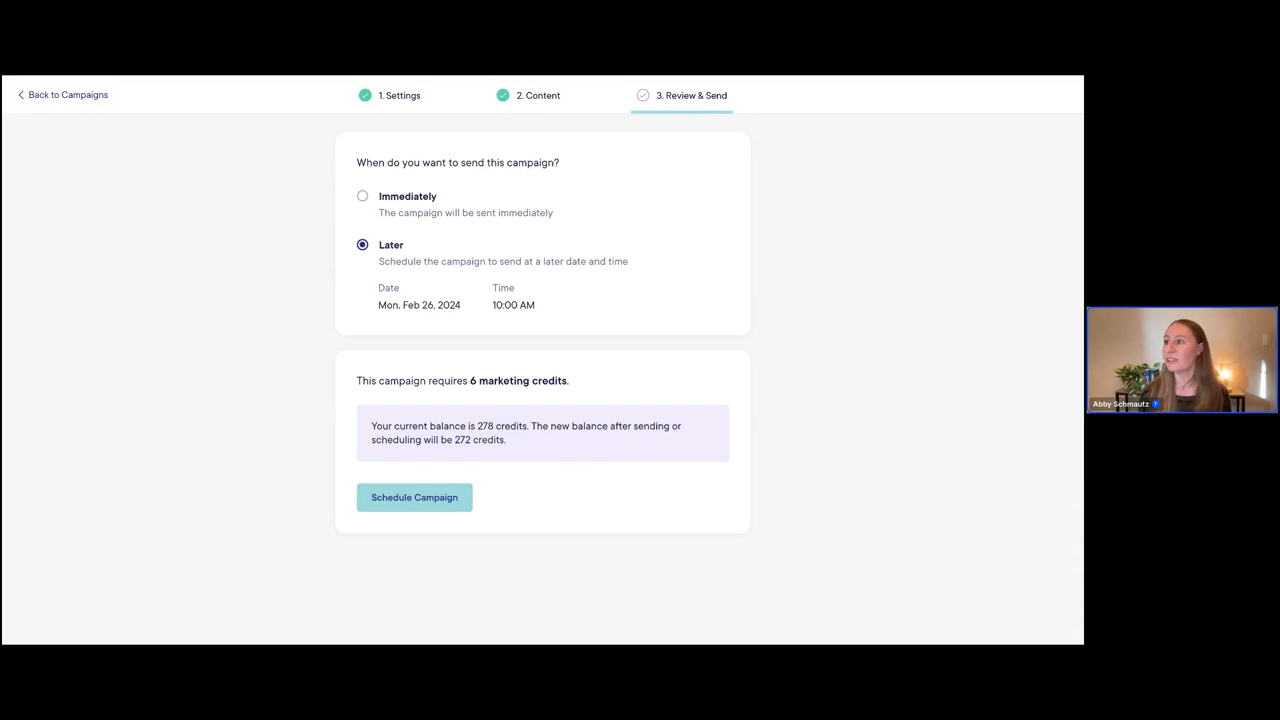 Back to Campaigns
1. Settings
2. Content
3. Review & Send
When do you want to send this campaign?
Immediately
The campaign will be sent immediately
Later
Schedule the campaign to send at a later date and time
Date
Time
Mon, Feb 26, 2024
10:00 AM
This campaign requires 6 marketing credits.
Your current balance is 278 credits. The new balance after sending or
scheduling will be 272 credits.
Schedule Campaign
Abby Schmautz
T